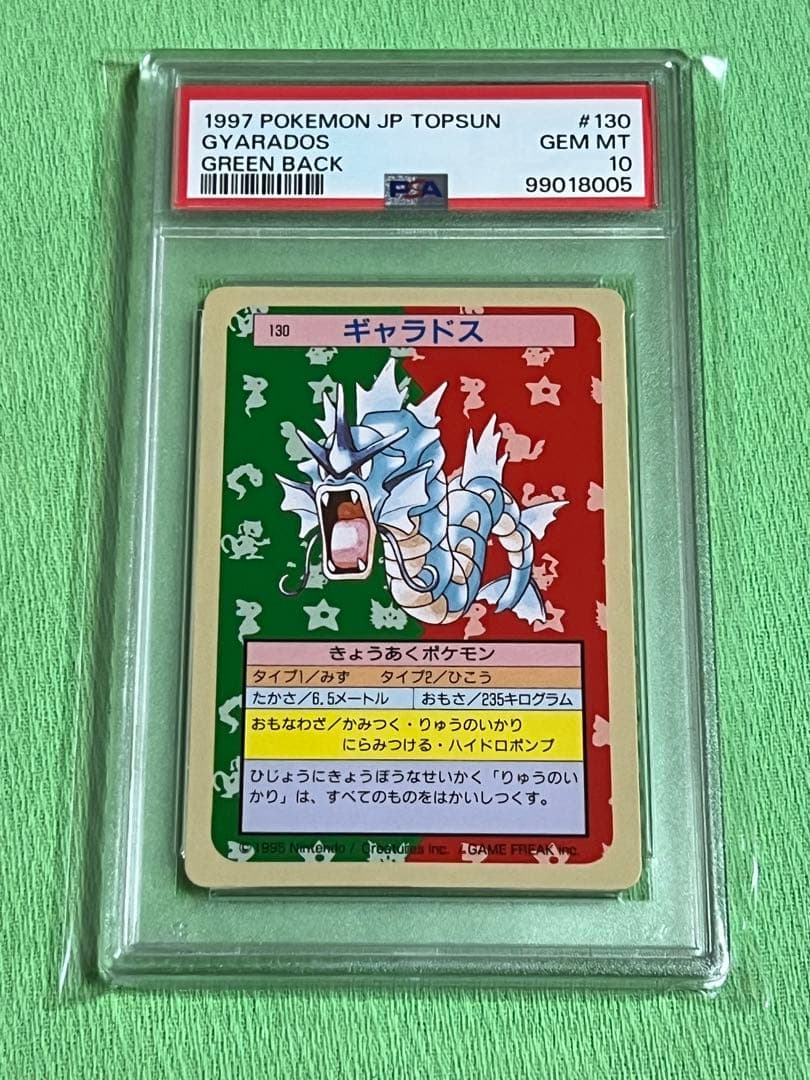 1997 POKEMON JP TOPSUN #130
GYARADOS GEM MT
GREEN BACK 10
PSA 99018005
130 ギャラドス
きょうあくポケモン
タイプ1/みず タイプ2/ひこう
たかさ/6.5メートル おもさ/235キログラム
おもなわざ/かみつく・りゅうのいかり
にらみつける・ハイドロポンプ
ひじょうにきょうぼうなせいかく「りゅうのい
かり」は、すべてのものをはかいしつくす。
©1995 Nintendo / Creatures inc. / GAME FREAK inc.